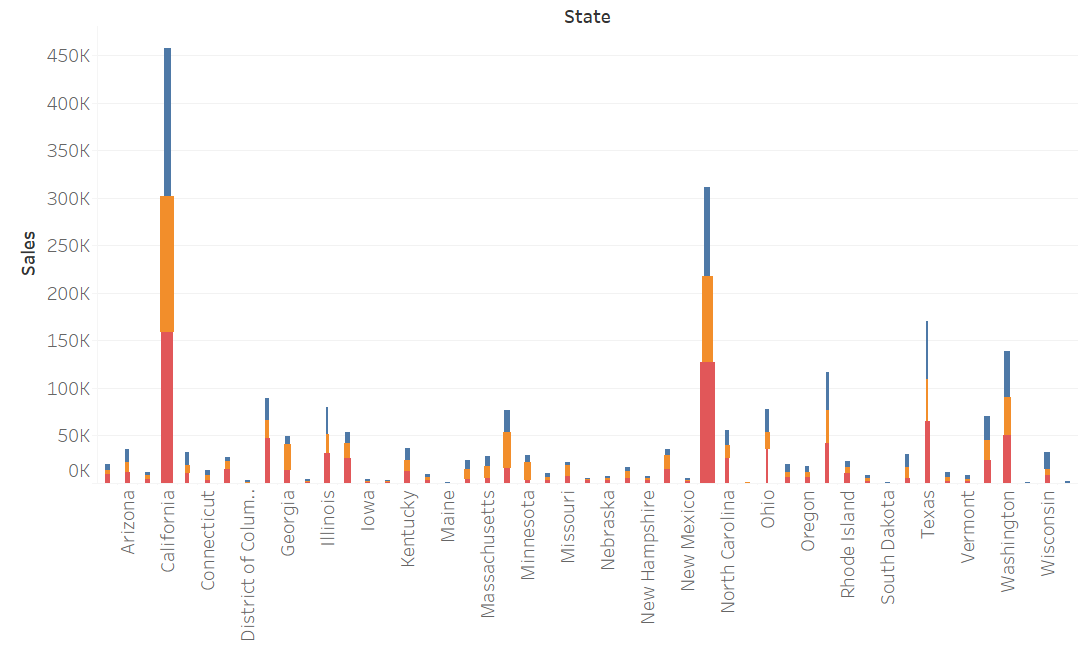 State
450K
400K
350K
300K
250K
200K
150K
100K
50K
0K
Sales
Arizona
California
Connecticut
District of Colum..
Georgia
Illinois
Iowa
Kentucky
Maine
Massachusetts
Minnesota
Missouri
Nebraska
New Hampshire
New Mexico
North Carolina
Ohio
Oregon
Rhode Island
South Dakota
Texas
Vermont
Washington
Wisconsin